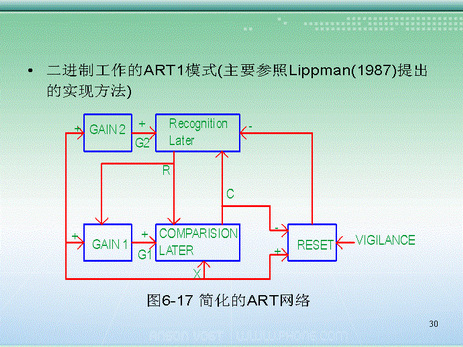 • 二进制工作的ART1模式(主要参照Lippman(1987)提出
的实现方法)
+ GAIN 2 + G2 Recognition Later -
R
C
+ GAIN 1 + G1 COMPARISION LATER - + RESET VIGILANCE
X
图6-17 简化的ART网络
30